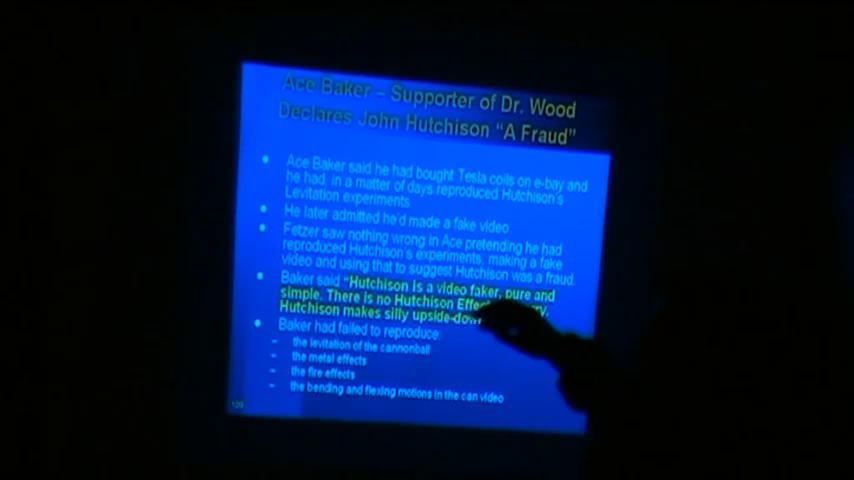 Ace Baker – Supporter of Dr. Wood
Declares John Hutchison "A Fraud"
Ace Baker said he had bought Tesla coils on e-bay and
he had, in a matter of days reproduced Hutchison's
Levitation experiments
He later admitted he'd made a fake video
Fetzer saw nothing wrong in Ace pretending he had
reproduced Hutchison's experiments, making a fake
video and using that to suggest Hutchison was a fraud.
Baker said "Hutchison is a video faker, pure and
simple. There is no Hutchison
Hutchison makes silly
Baker had failed to reproduce:
- the levitation of the cannonball
- the metal effects
- the fire effects
- the bending and flexing motions in the can video
129